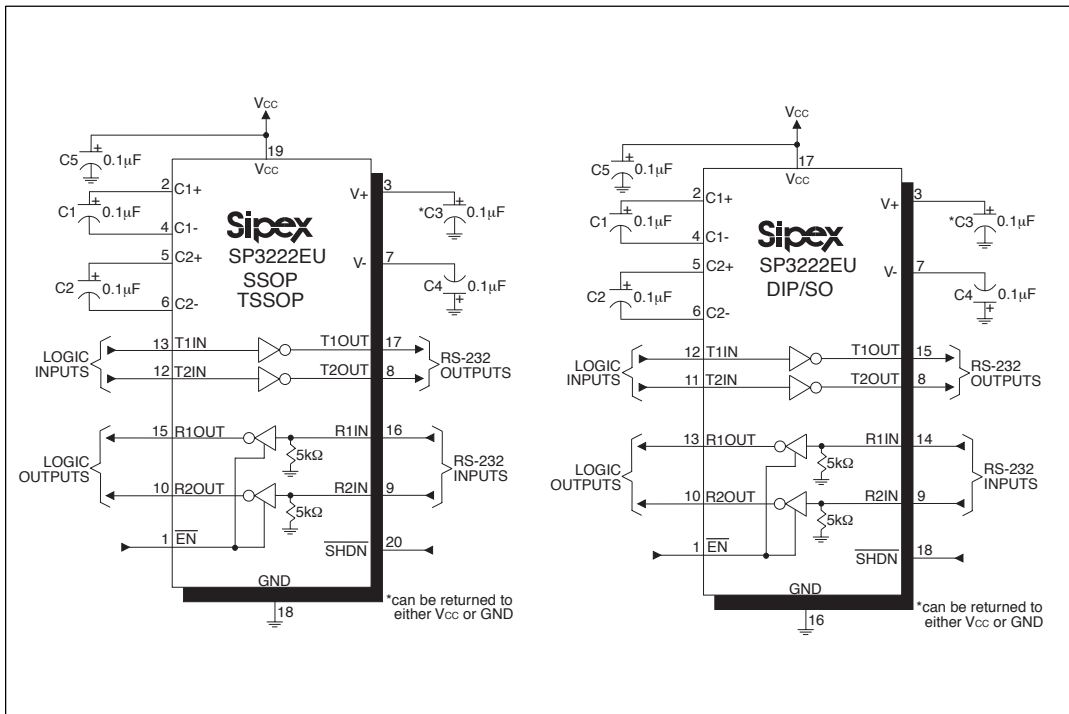 VCC
19
VCC
C5
+
0.1µF
2
C1+
C1
+
0.1µF
4
C1-
5
C2+
C2
+
0.1µF
6
C2-
V+
3
*C3
+
0.1µF
V-
7
C4
0.1µF
+
Sipex
SP3222EU
SSOP
TSSOP
LOGIC
INPUTS
13 T1IN T1OUT 17
12 T2IN T2OUT 8
RS-232
OUTPUTS
LOGIC
OUTPUTS
15 R1OUT R1IN 16
5kΩ
10 R2OUT R2IN 9
5kΩ
RS-232
INPUTS
1 EN
SHDN 20
GND
18
*can be returned to
either VCC or GND
VCC
17
VCC
C5
+
0.1µF
2
C1+
C1
+
0.1µF
4
C1-
5
C2+
C2
+
0.1µF
6
C2-
V+
3
*C3
+
0.1µF
V-
7
C4
0.1µF
+
Sipex
SP3222EU
DIP/SO
LOGIC
INPUTS
12 T1IN T1OUT 15
11 T2IN T2OUT 8
RS-232
OUTPUTS
LOGIC
OUTPUTS
13 R1OUT R1IN 14
5kΩ
10 R2OUT R2IN 9
5kΩ
RS-232
INPUTS
1 EN
SHDN 18
GND
16
*can be returned to
either VCC or GND